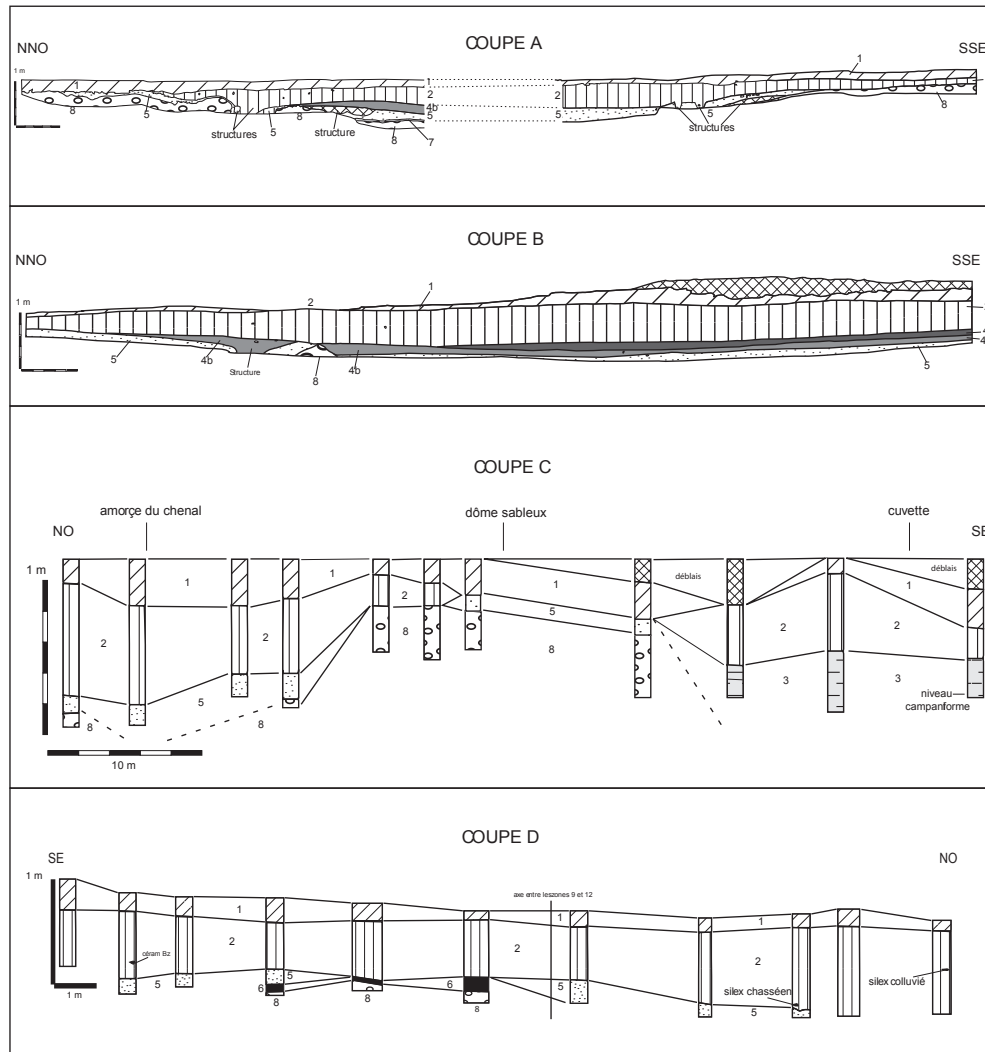 COUPE A
NNO
SSE
1 m
1
1
1
2
2
2
4b
5
5
8
5
structures
5
8
structure
5
8
7
structures
5
8
COUPE B
NNO
SSE
1 m
2
1
5
4b
Structure
8
4b
4
4
5
COUPE C
amorçe du chenal
dôme sableux
cuvette
NO
SE
1 m
1
1
2
2
2
5
8
8
8
1
5
déblais
2
3
1
déblais
2
3
niveau
campanforme
10 m
COUPE D
SE
NO
1 m
axe entre leszones 9 et 12
1
1
1
2
2
2
céram Bz
5
5
6
8
8
6
8
5
silex chasséen
5
silex colluvié
1 m